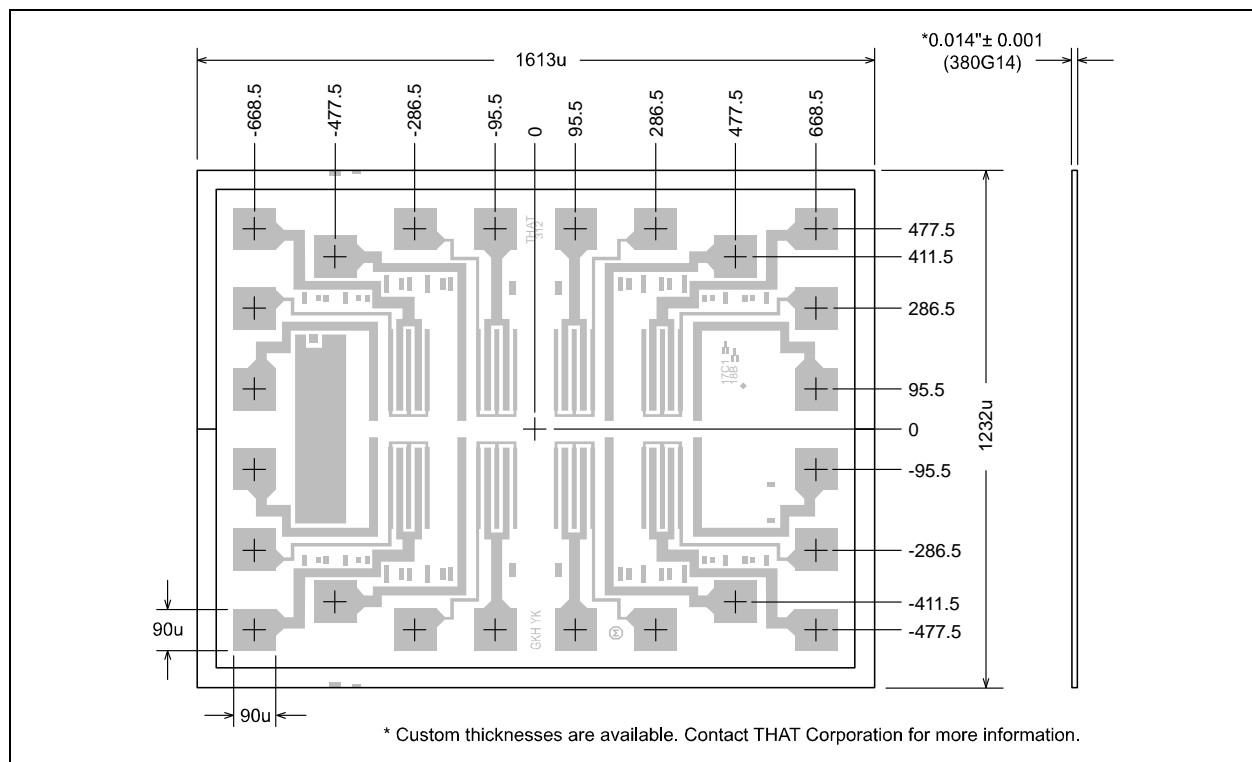 *0.014"± 0.001
(380G14)
1613u
-668.5
-477.5
-286.5
-95.5
0
95.5
286.5
477.5
668.5
THAT
312
477.5
411.5
286.5
95.5
0
-95.5
-286.5
-411.5
-477.5
1232u
17C1
18B
GKH YK
M
90u
90u
* Custom thicknesses are available. Contact THAT Corporation for more information.